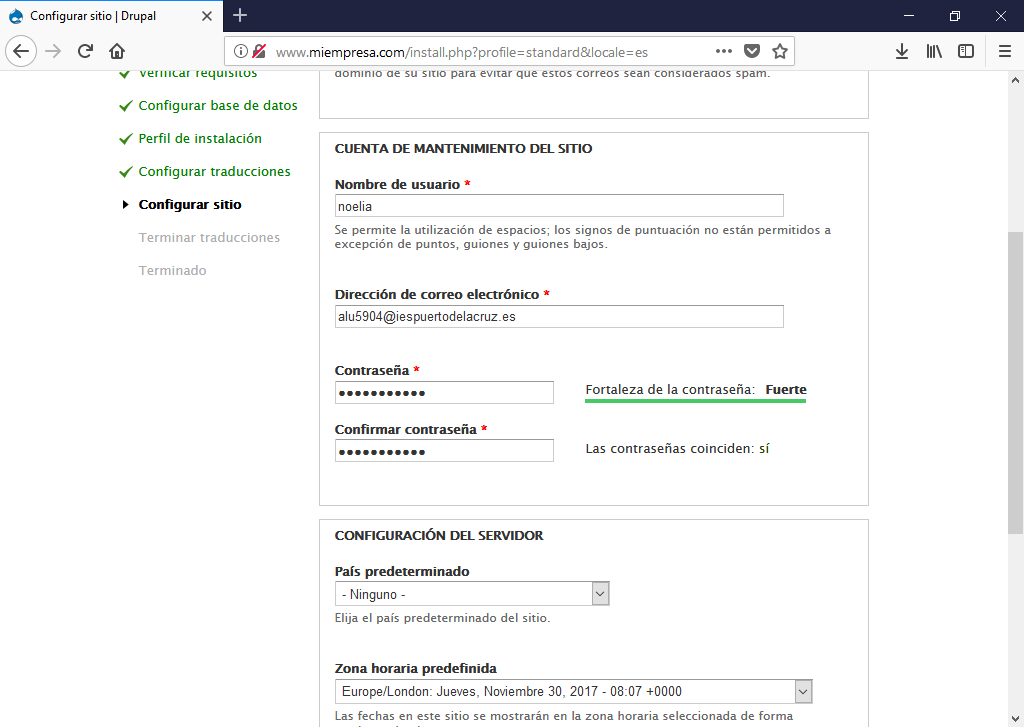 Configurar sitio | Drupal
www.miempresa.com/install.php?profile=standard&locale=es
Verificar requisitos
Configurar base de datos
Perfil de instalación
Configurar traducciones
Configurar sitio
Terminar traducciones
Terminado
dominio de su sitio para evitar que estos correos sean considerados spam.
CUENTA DE MANTENIMIENTO DEL SITIO
Nombre de usuario *
noelia
Se permite la utilización de espacios; los signos de puntuación no están permitidos a
excepción de puntos, guiones y guiones bajos.
Dirección de correo electrónico *
alu5904@iespuertodelacruz.es
Contraseña *
Fortaleza de la contraseña: Fuerte
Confirmar contraseña *
Las contraseñas coinciden: sí
CONFIGURACIÓN DEL SERVIDOR
País predeterminado
- Ninguno -
Elija el país predeterminado del sitio.
Zona horaria predefinida
Europe/London: Jueves, Noviembre 30, 2017 - 08:07 +0000
Las fechas en este sitio se mostrarán en la zona horaria seleccionada de forma